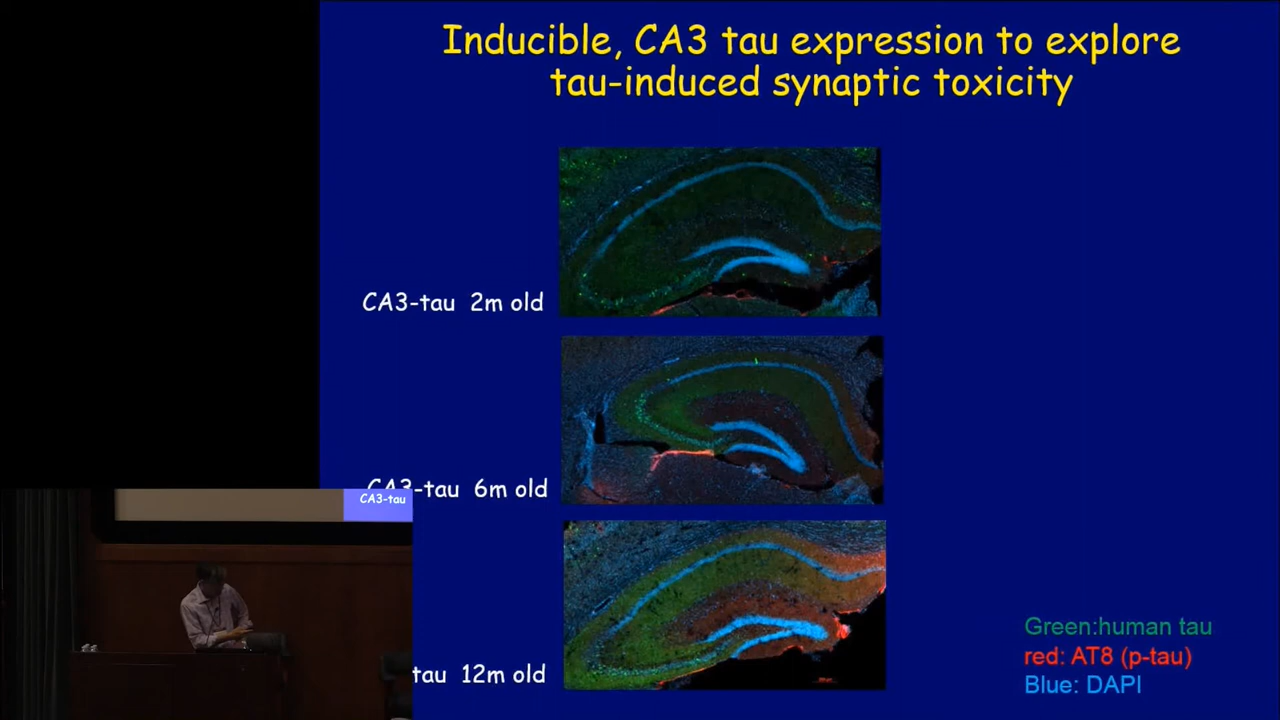 Inducible, CA3 tau expression to explore
tau-induced synaptic toxicity
CA3-tau 2m old
CA3-tau 6m old
CA3-tau
tau 12m old
Green:human tau
red: AT8 (p-tau)
Blue: DAPI